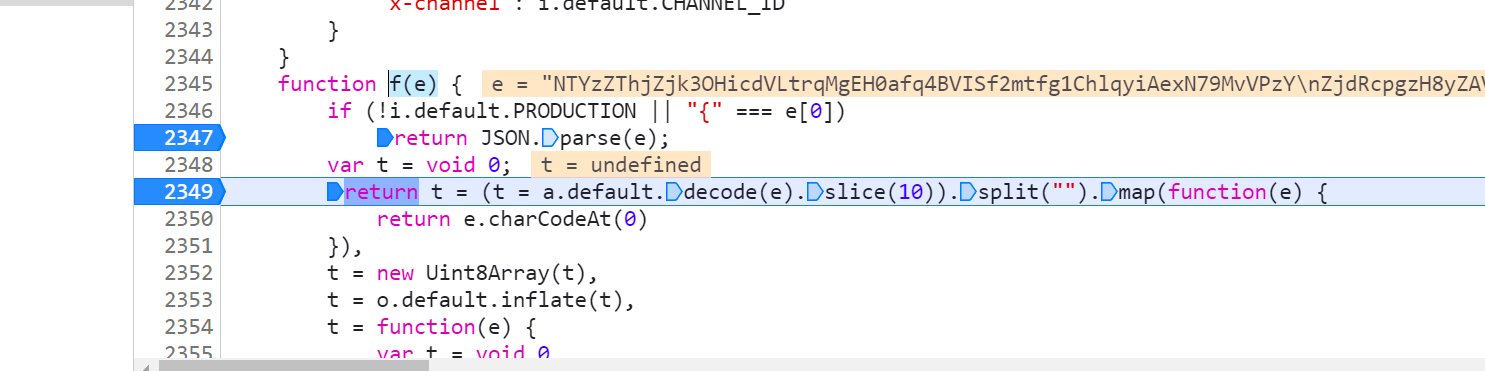 2342 'x-channel': i.default.CHANNEL_ID
2343 }
2344 }
2345 function f(e) { e = "NTYzZThjZjk3OHicdVLtrqMgEH0afq4BVISf2mtfg1ChlqyiAexN79MvVPzY\nZjdRcpgzH8yZA
2346 if (!i.default.PRODUCTION || "{" === e[0])
2347 return JSON.parse(e);
2348 var t = void 0; t = undefined
2349 return t = (t = a.default.decode(e).slice(10)).split("").map(function(e) {
2350 return e.charCodeAt(0)
2351 }),
2352 t = new Uint8Array(t),
2353 t = o.default.inflate(t),
2354 t = function(e) {
2355 var t = void 0